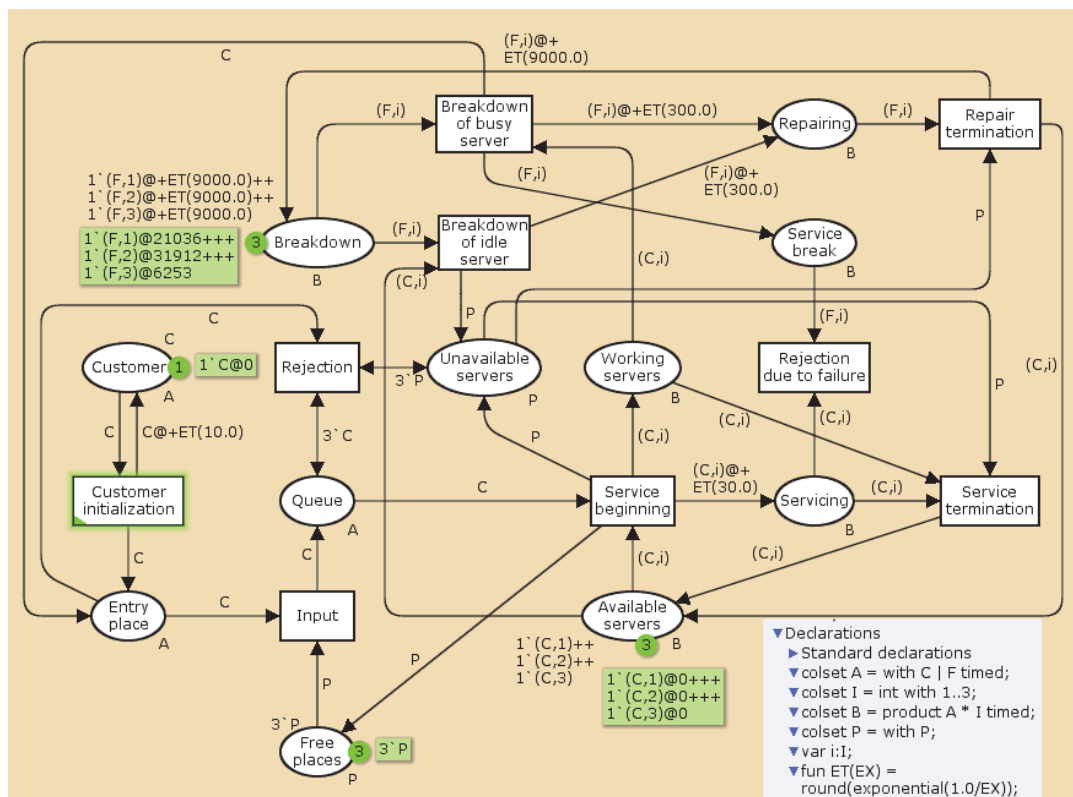 (F,i)@+
ET(9000.0)
C
(F,i)
Breakdown
of busy
server
(F,i)@+ET(300.0)
Repairing
B
(F,i)
Repair
termination
(F,i)
(F,i)@+
ET(300.0)
1`(F,1)@+ET(9000.0)++
1`(F,2)@+ET(9000.0)++
1`(F,3)@+ET(9000.0)
1`(F,1)@21036+++
1`(F,2)@31912+++
1`(F,3)@6253
3
Breakdown
B
(F,i)
(C,i)
Breakdown
of idle
server
P
Service
break
B
P
(C,i)
(F,i)
C
C
Customer
A
1
1`C@0
Rejection
3`P
Unavailable
servers
P
Working
servers
B
Rejection
due to failure
(C,i)
P
C
C@+ET(10.0)
3`C
P
(C,i)
(C,i)
(C,i)
Customer
initialization
Queue
A
C
Service
beginning
(C,i)@+
ET(30.0)
Servicing
B
(C,i)
Service
termination
C
C
(C,i)
(C,i)
Entry
place
A
C
Input
Available
servers
B
3
1`(C,1)++
1`(C,2)++
1`(C,3)
1`(C,1)@0+++
1`(C,2)@0+++
1`(C,3)@0
P
P
3`P
Free
places
P
3
3`P
Declarations
Standard declarations
colset A = with C | F timed;
colset I = int with 1..3;
colset B = product A * I timed;
colset P = with P;
var i:I;
fun ET(EX) =
round(exponential(1.0/EX));